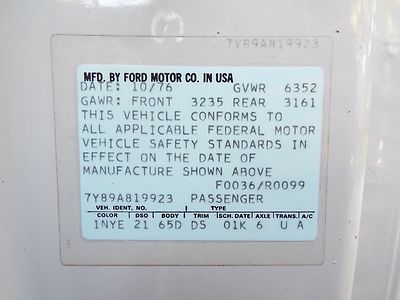 7Y89A819923
MFD. BY FORD MOTOR CO. IN USA
DATE: 10/76 GVWR 6352
GAWR: FRONT 3235 REAR 3161
THIS VEHICLE CONFORMS TO
ALL APPLICABLE FEDERAL MOTOR
VEHICLE SAFETY STANDARDS IN
EFFECT ON THE DATE OF
MANUFACTURE SHOWN ABOVE
F0036/R0099
7Y89A819923 PASSENGER
VEH. IDENT. NO. TYPE
COLOR DSO BODY TRIM SCH. DATE AXLE TRANS. A/C
1NYE 21 65D DS 01K 6 U A